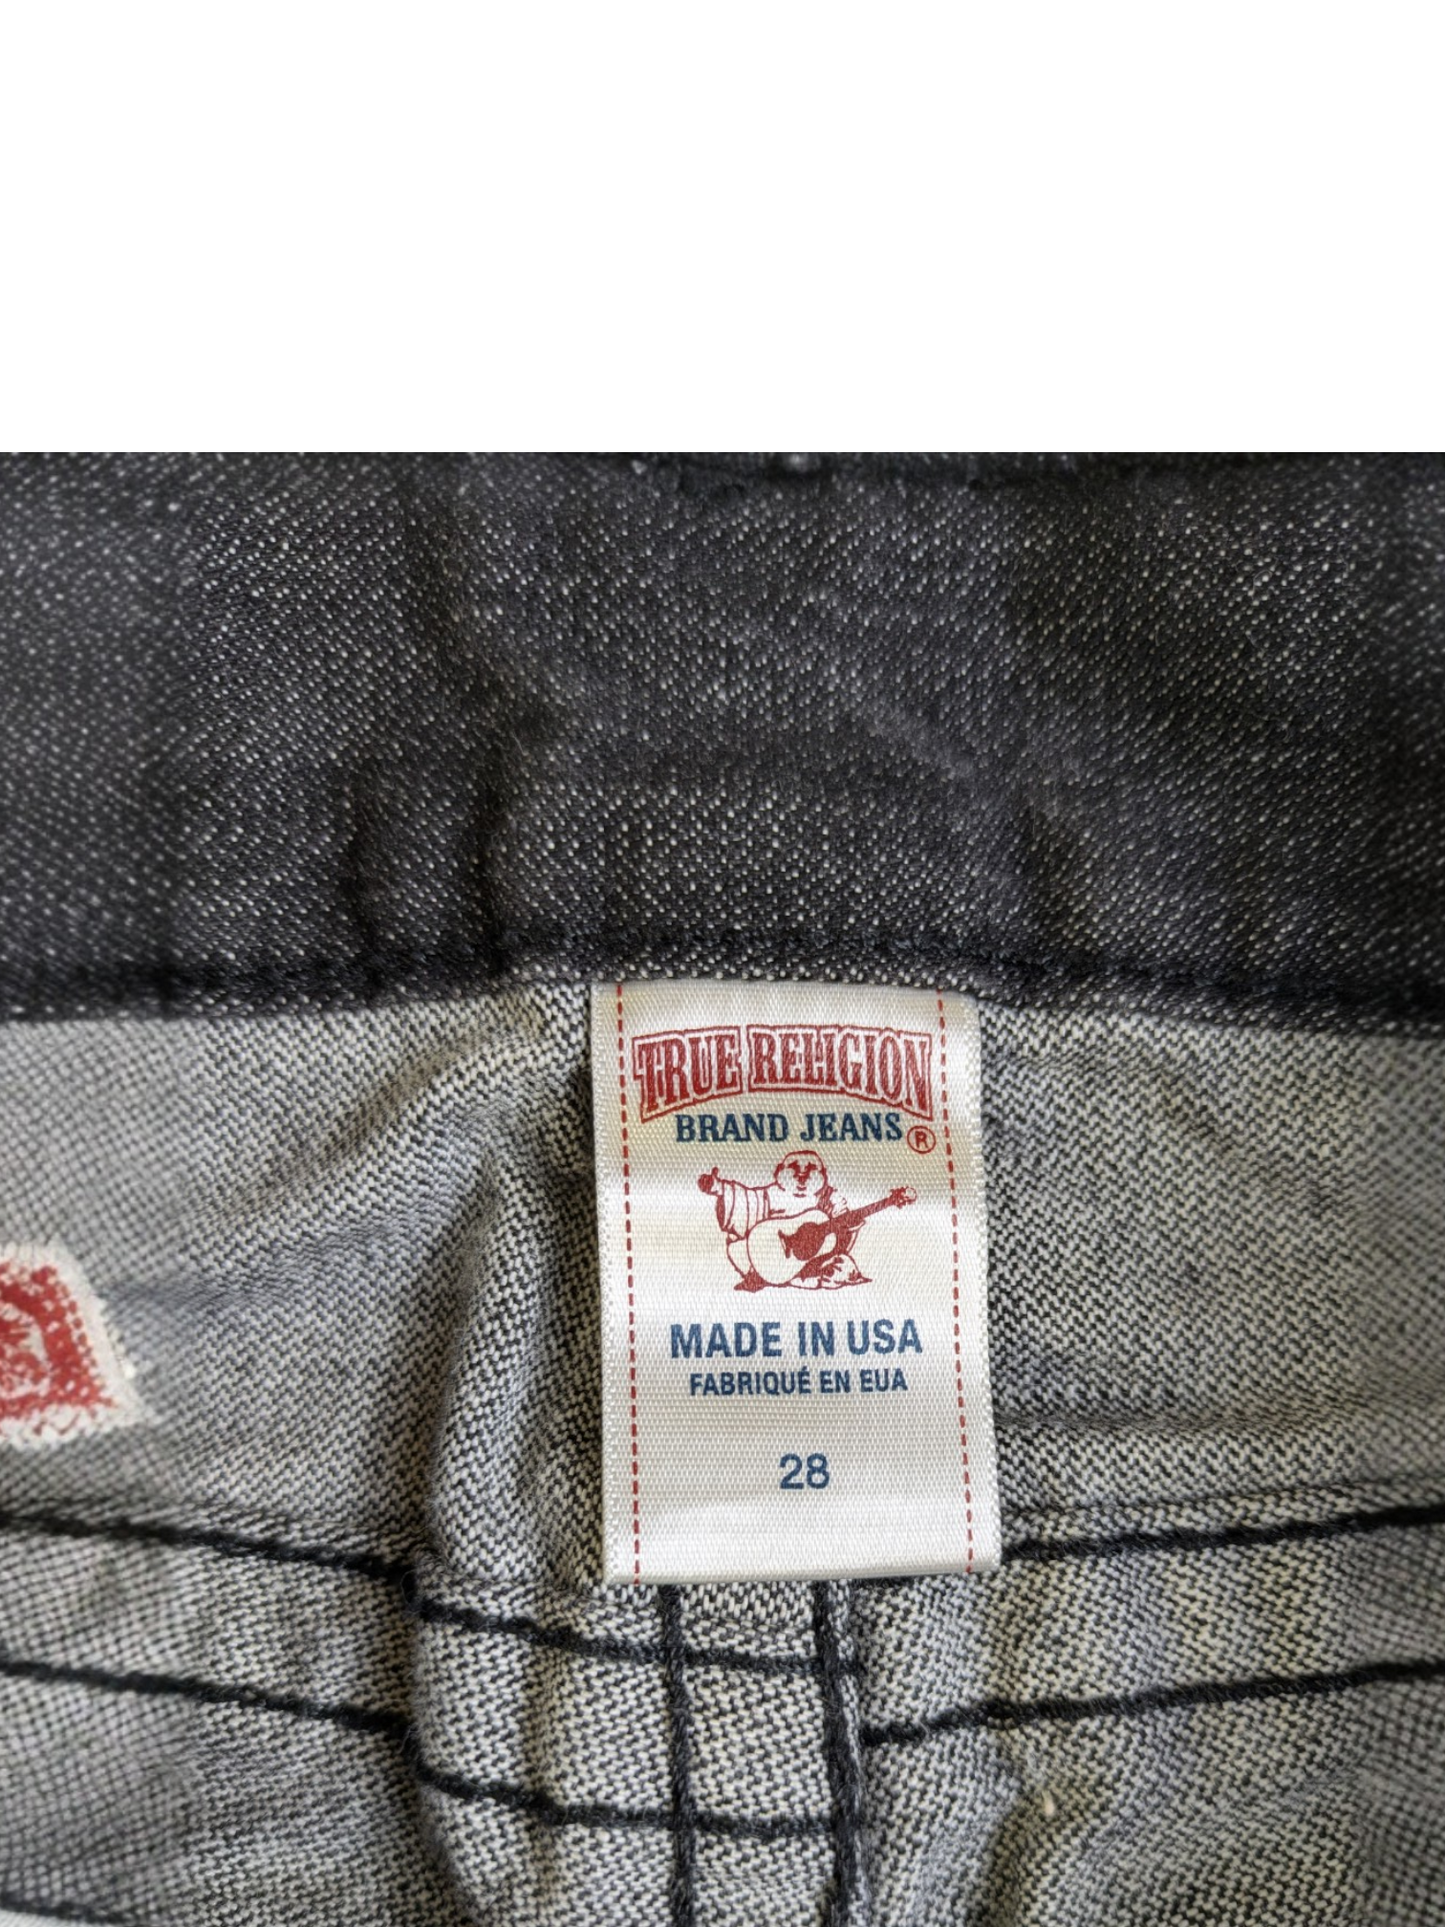 TRUE RELIGION
BRAND JEANS ®
MADE IN USA
FABRIQUÉ EN EUA
28